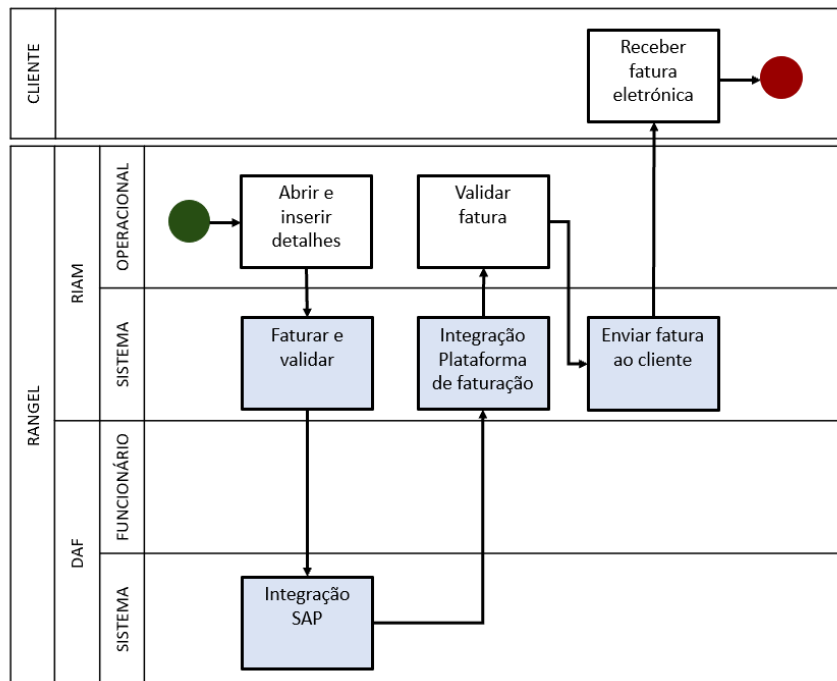 CLIENTE
Receber
fatura
eletrónica
RANGEL
RIAM
OPERACIONAL
Abrir e
inserir
detalhes
Validar
fatura
SISTEMA
Faturar e
validar
Integração
Plataforma
de faturação
Enviar fatura
ao cliente
DAF
FUNCIONÁRIO
SISTEMA
Integração
SAP